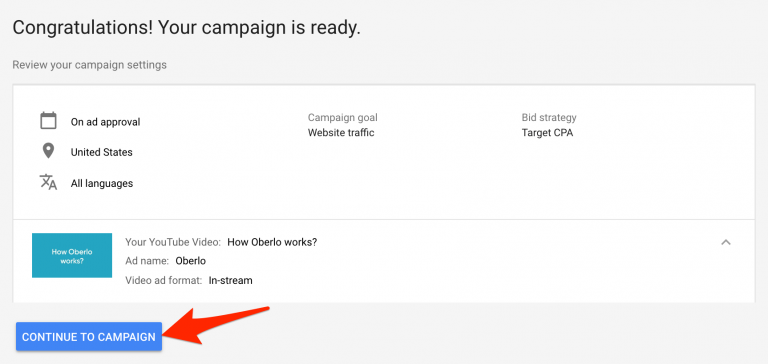 Congratulations! Your campaign is ready.
Review your campaign settings
On ad approval
United States
All languages
Campaign goal
Website traffic
Bid strategy
Target CPA
How Oberlo
works?
Your YouTube Video: How Oberlo works?
Ad name: Oberlo
Video ad format: In-stream
CONTINUE TO CAMPAIGN